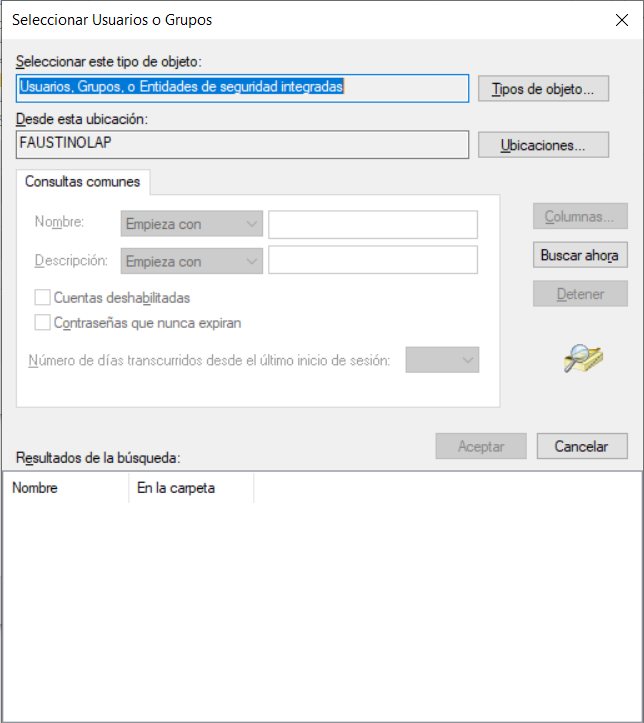 Seleccionar Usuarios o Grupos
Seleccionar este tipo de objeto:
Usuarios, Grupos, o Entidades de seguridad integradas
Tipos de objeto...
Desde esta ubicación:
FAUSTINOLAP
Ubicaciones...
Consultas comunes
Nombre:
Empieza con
Columnas...
Descripción:
Empieza con
Buscar ahora
Cuentas deshabilitadas
Detener
Contraseñas que nunca expiran
Número de días transcurridos desde el último inicio de sesión:
Aceptar
Cancelar
Resultados de la búsqueda:
Nombre
En la carpeta